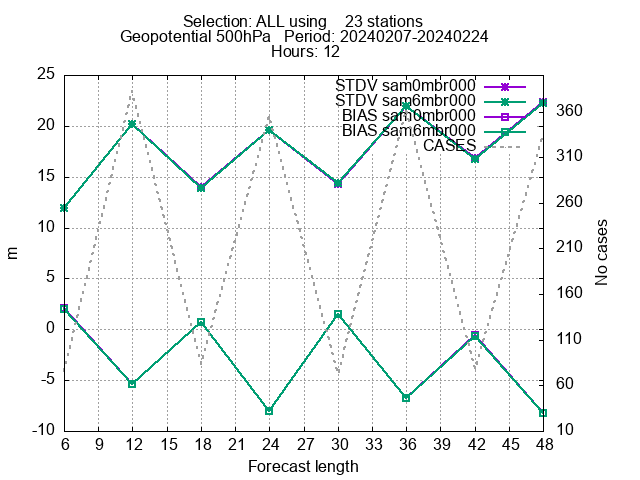 Selection: ALL using 23 stations
Geopotential 500hPa Period: 20240207-20240224
Hours: 12
STDV sam0mbr000
STDV sam6mbr000
BIAS sam0mbr000
BIAS sam6mbr000
CASES
25
20
15
10
5
0
-5
-10
m
360
310
260
210
160
110
60
10
No cases
6 9 12 15 18 21 24 27 30 33 36 39 42 45 48
Forecast length